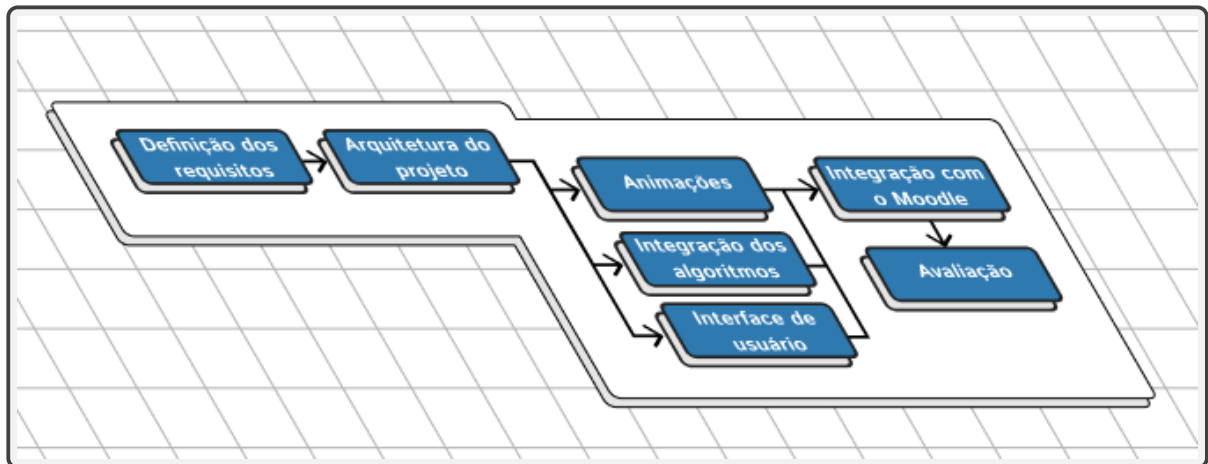 Definição dos
requisitos
Arquitetura do
projeto
Animações
Integração dos
algoritmos
Interface de
usuário
Integração com
o Moodle
Avaliação